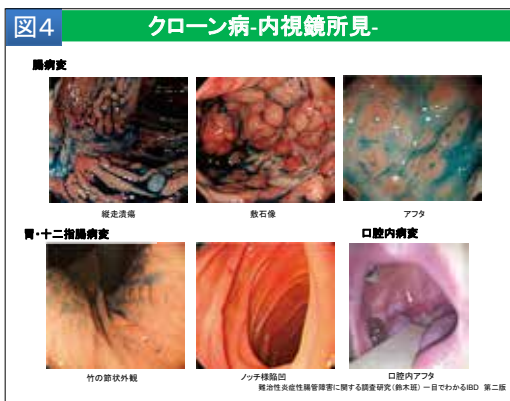 図4
クローン病-内視鏡所見-
腸病変
縦走潰瘍
敷石像
アフタ
胃・十二指腸病変
口腔内病変
竹の節状外観
ノッチ様陥凹
口腔内アフタ
難治性炎症性腸管障害に関する調査研究(鈴木班) 一目でわかるIBD 第二版